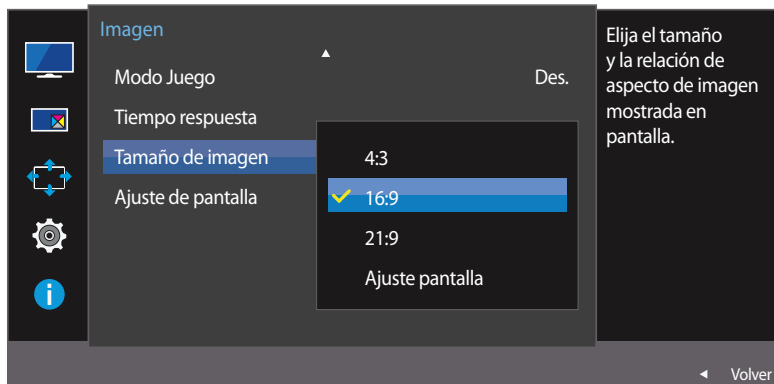 Imagen
Modo Juego Des.
Tiempo respuesta
Tamaño de imagen
Ajuste de pantalla
4:3
16:9
21:9
Ajuste pantalla
Elija el tamaño
y la relación de
aspecto de imagen
mostrada en
pantalla.
Volver